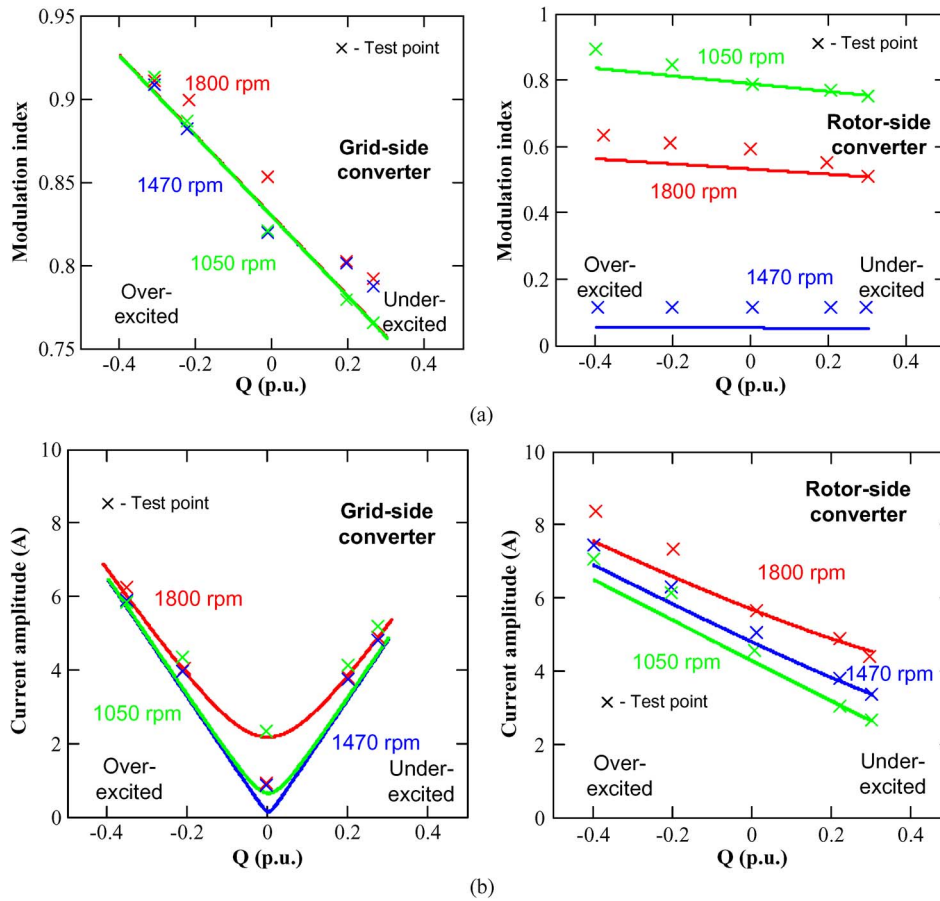 0.95
0.9
0.85
0.8
0.75
Modulation index
× - Test point
1800 rpm
Grid-side
converter
1470 rpm
1050 rpm
Over-
excited
Under-
excited
-0.4 -0.2 0 0.2 0.4
Q (p.u.)
1
0.8
0.6
0.4
0.2
0
Modulation index
× - Test point
1050 rpm
Rotor-side
converter
1800 rpm
1470 rpm
Over-
excited
Under-
excited
-0.4 -0.2 0 0.2 0.4
Q (p.u.)
(a)
10
8
6
4
2
0
Current amplitude (A)
× - Test point
Grid-side
converter
1800 rpm
1050 rpm
1470 rpm
Over-
excited
Under-
excited
-0.4 -0.2 0 0.2 0.4
Q (p.u.)
10
8
6
4
2
0
Current amplitude (A)
Rotor-side
converter
1800 rpm
1050 rpm
1470 rpm
× - Test point
Over-
excited
Under-
excited
-0.4 -0.2 0 0.2 0.4
Q (p.u.)
(b)